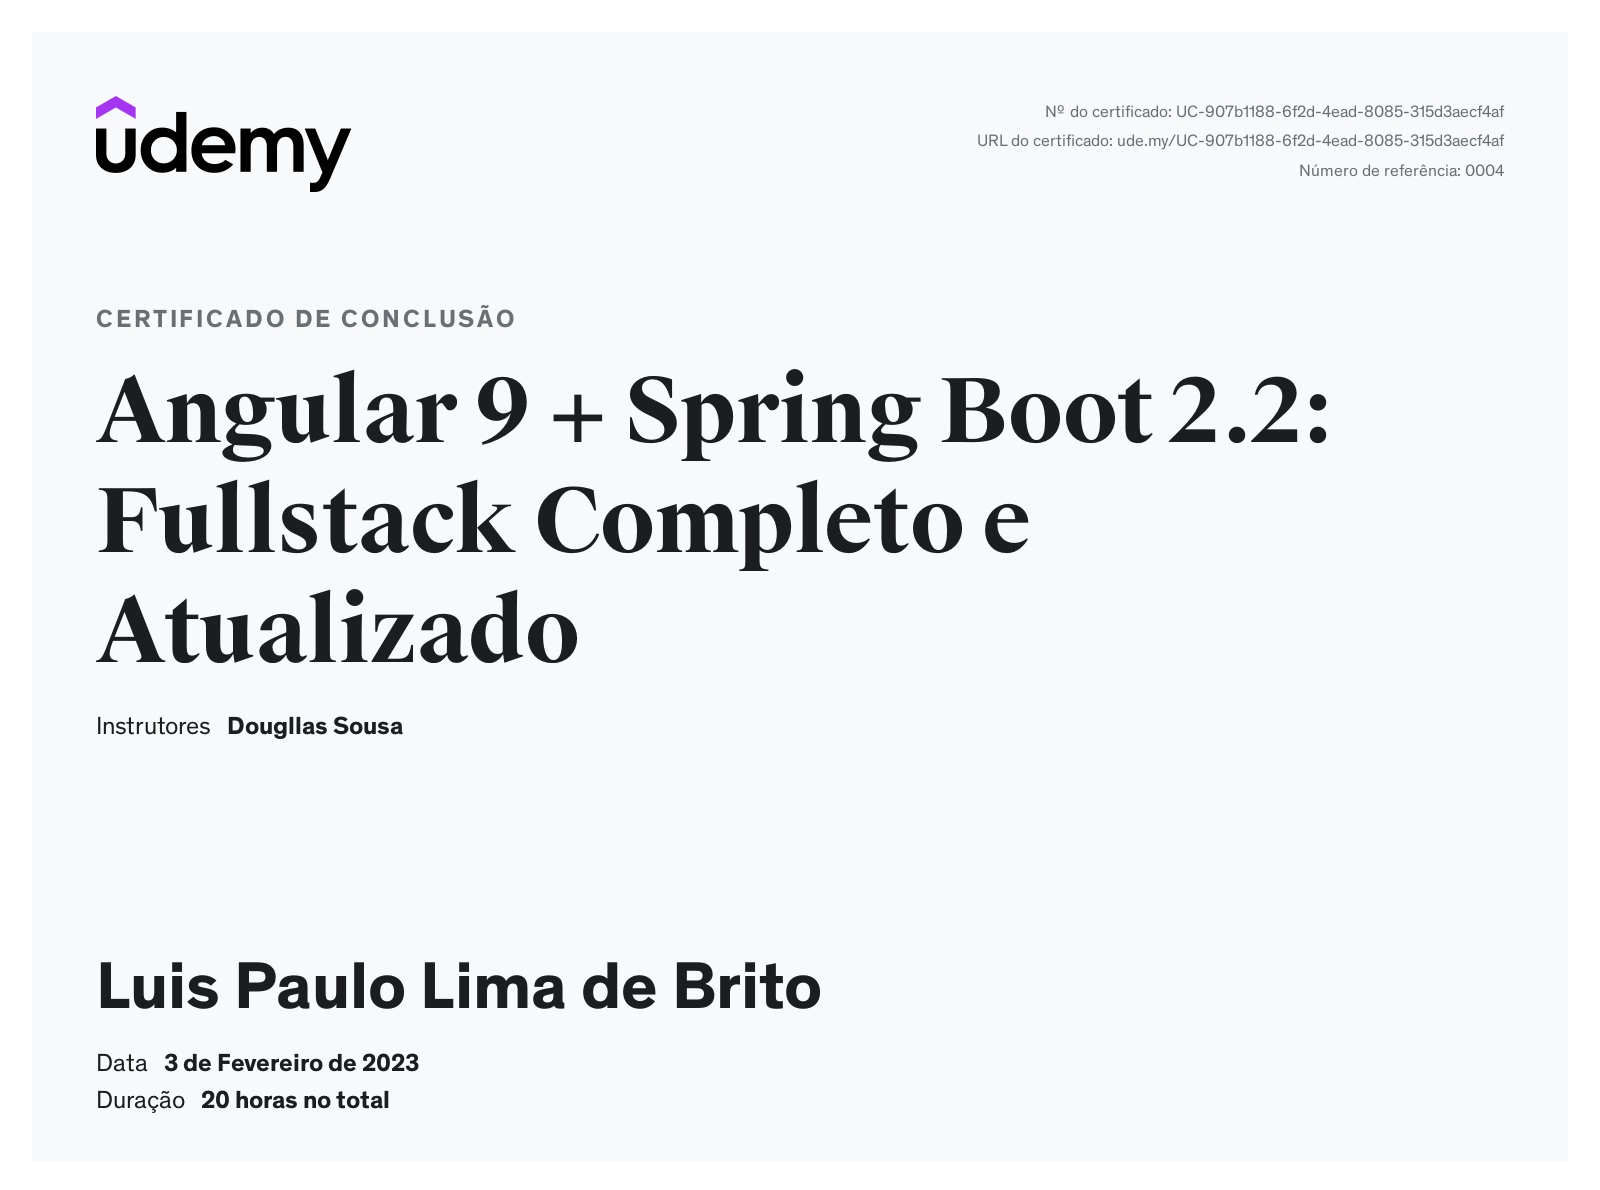 udemy
Nº do certificado: UC-907b1188-6f2d-4ead-8085-315d3aecf4af
URL do certificado: ude.my/UC-907b1188-6f2d-4ead-8085-315d3aecf4af
Número de referência: 0004
CERTIFICADO DE CONCLUSÃO
Angular 9 + Spring Boot 2.2:
Fullstack Completo e
Atualizado
Instrutores Dougllas Sousa
Luis Paulo Lima de Brito
Data 3 de Fevereiro de 2023
Duração 20 horas no total